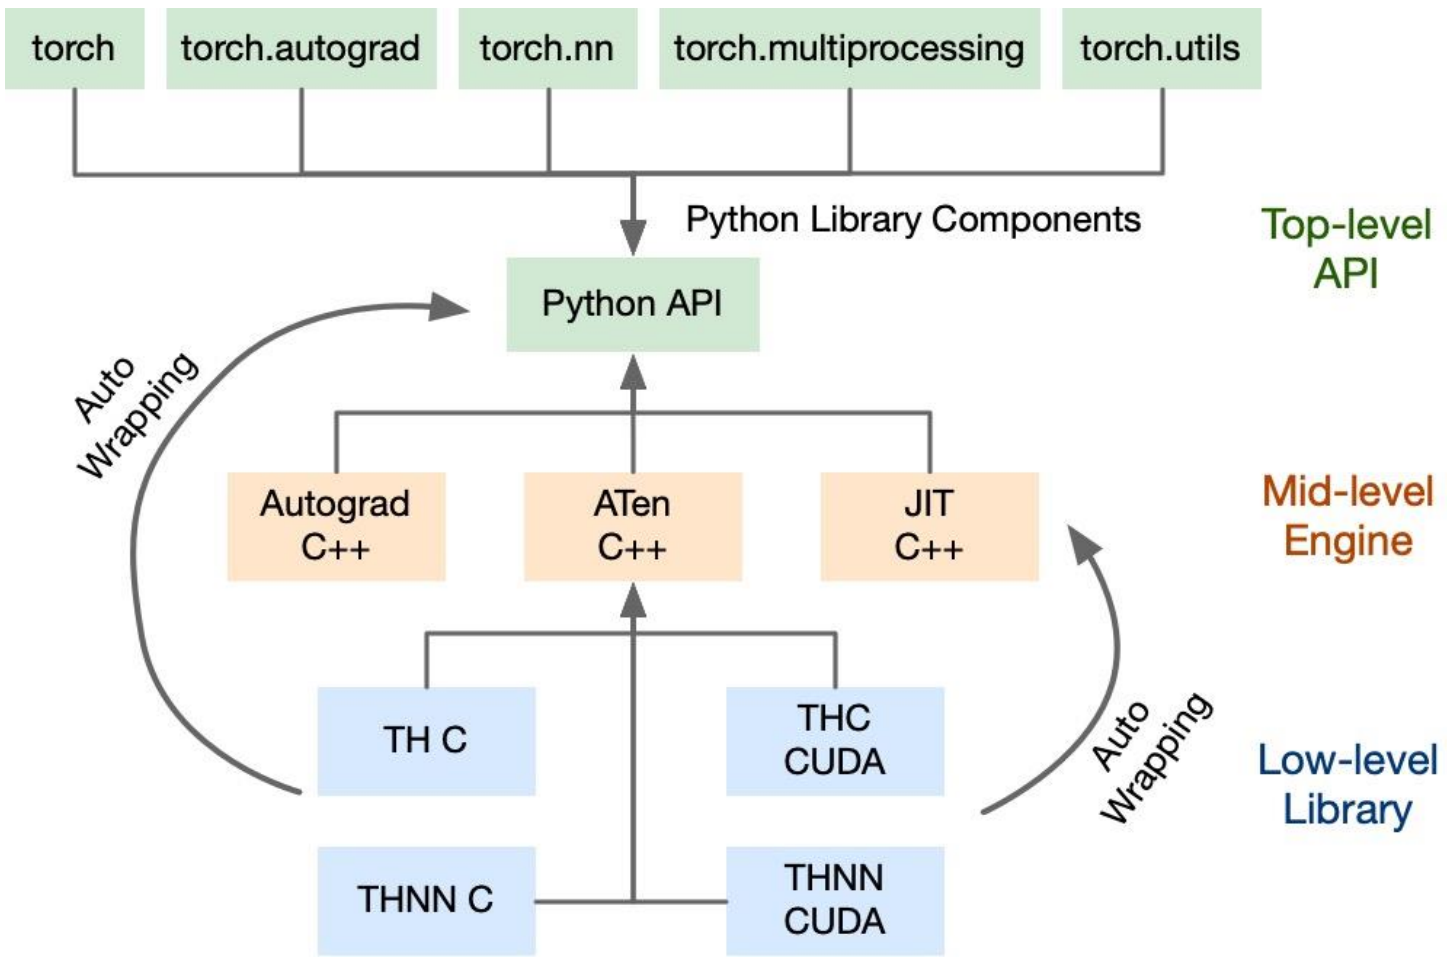 torch
torch.autograd
torch.nn
torch.multiprocessing
torch.utils
Python Library Components
Top-level
API
Python API
Auto
Wrapping
Autograd
C++
ATen
C++
JIT
C++
Mid-level
Engine
TH C
THC
CUDA
Auto
Wrapping
Low-level
Library
THNN C
THNN
CUDA